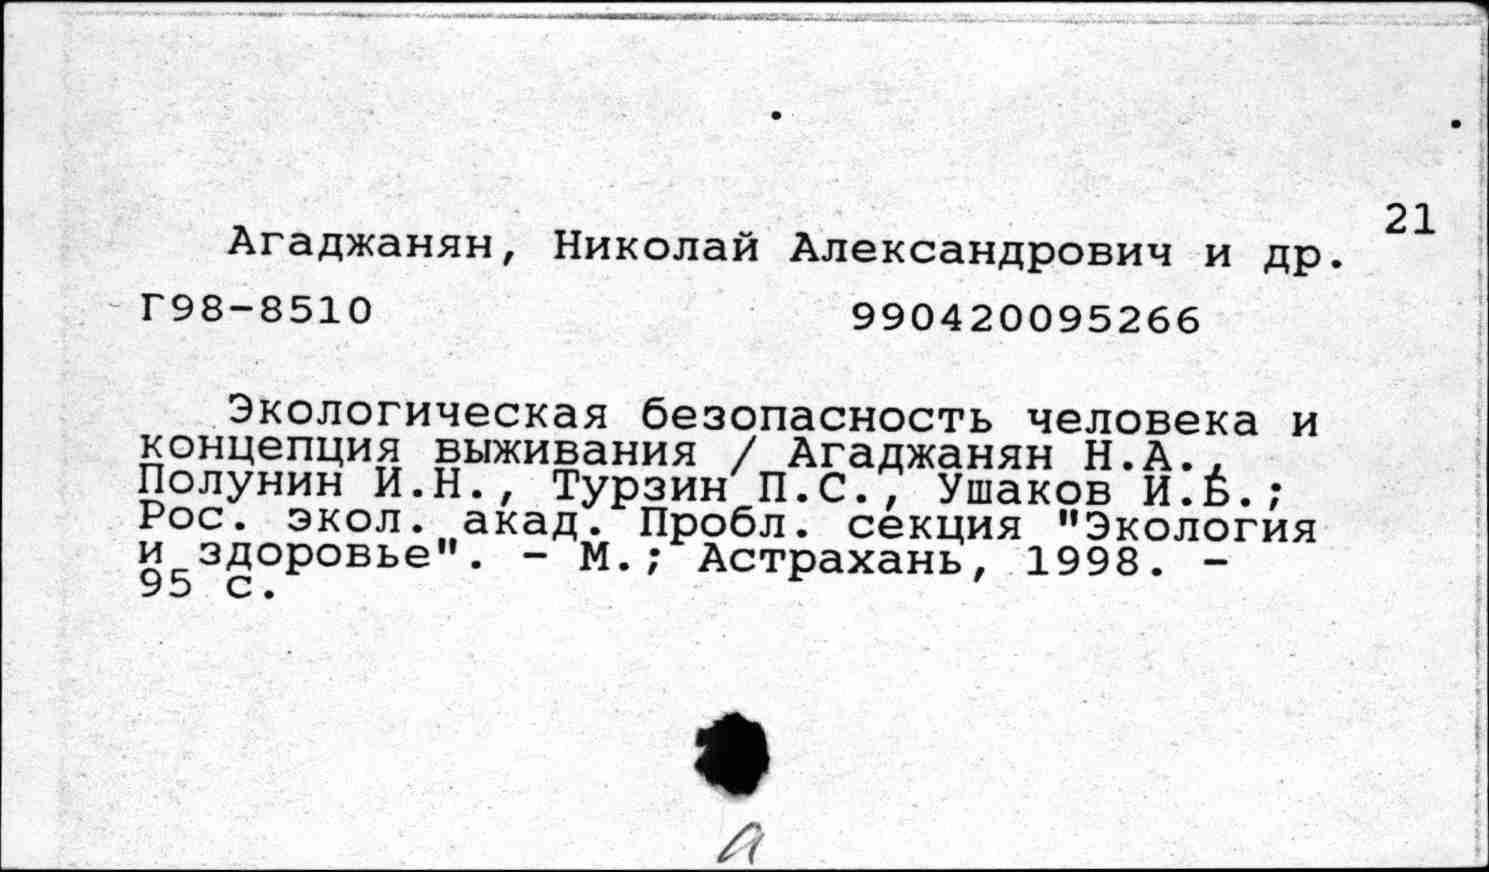 21
Агаджанян, Николай Александрович и др.
Г98-8510 990420095266
Экологическая безопасность человека и
концепция выживания / Агаджанян Н.А.,
Полунин И.Н., Турзин П.С., Ушаков И.Б.;
Рос. экол. акад. Пробл. секция "Экология
и здоровье". - М.; Астрахань, 1998. -
95 с.
а